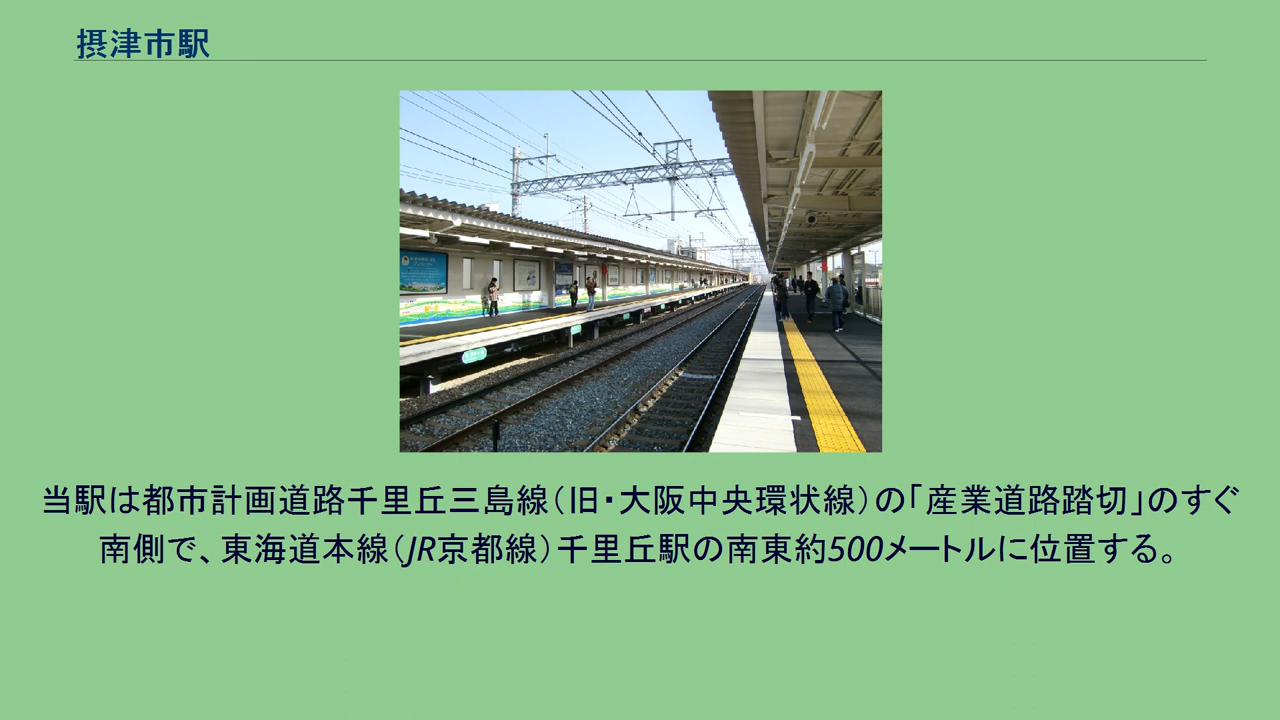 摂津市駅
当駅は都市計画道路千里丘三島線（旧・大阪中央環状線）の「産業道路踏切」のすぐ
南側で、東海道本線（JR京都線）千里丘駅の南東約500メートルに位置する。